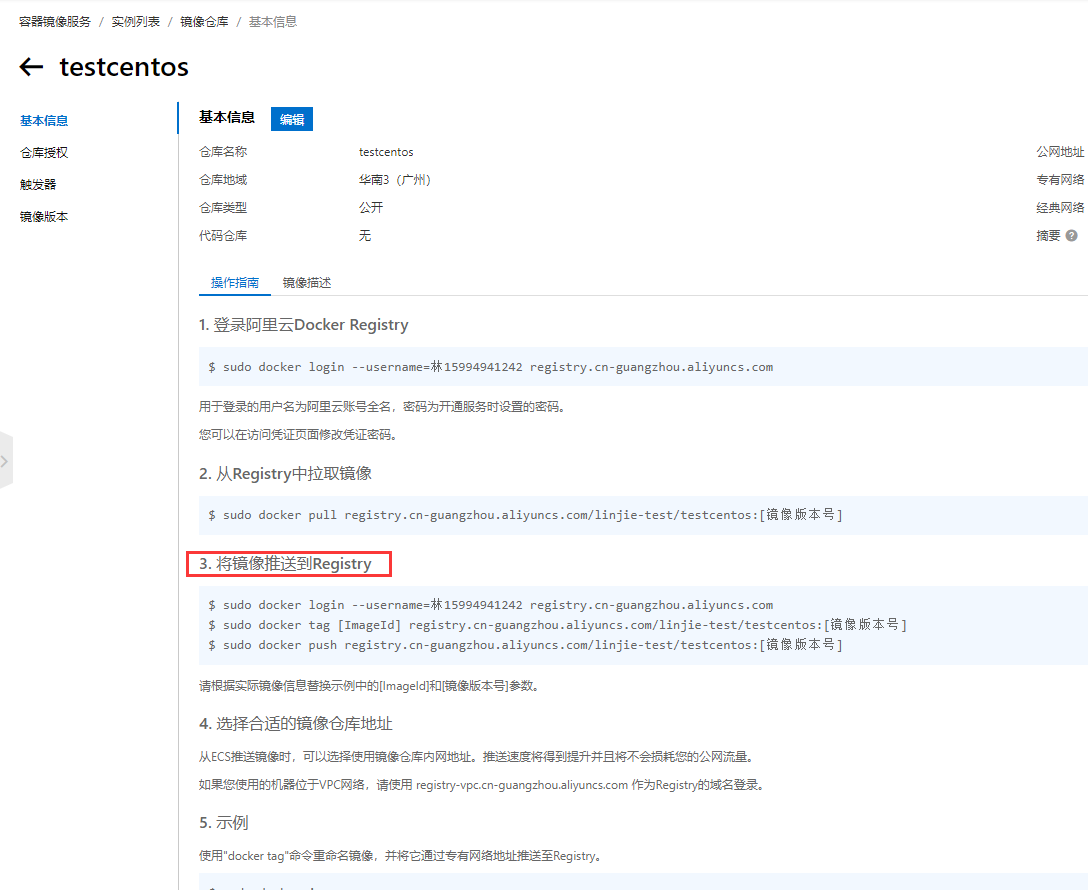 容器镜像服务 / 实例列表 / 镜像仓库 / 基本信息
← testcentos
基本信息
仓库授权
触发器
镜像版本
基本信息 编辑
仓库名称 testcentos 公网地址
仓库地域 华南3（广州） 专有网络
仓库类型 公开 经典网络
代码仓库 无 摘要 ?
操作指南 镜像描述
1. 登录阿里云Docker Registry
$ sudo docker login --username=林15994941242 registry.cn-guangzhou.aliyuncs.com
用于登录的用户名为阿里云账号全名，密码为开通服务时设置的密码。
您可以在访问凭证页面修改凭证密码。
2. 从Registry中拉取镜像
$ sudo docker pull registry.cn-guangzhou.aliyuncs.com/linjie-test/testcentos:[镜像版本号]
3. 将镜像推送到Registry
$ sudo docker login --username=林15994941242 registry.cn-guangzhou.aliyuncs.com
$ sudo docker tag [ImageId] registry.cn-guangzhou.aliyuncs.com/linjie-test/testcentos:[镜像版本号]
$ sudo docker push registry.cn-guangzhou.aliyuncs.com/linjie-test/testcentos:[镜像版本号]
请根据实际镜像信息替换示例中的[ImageId]和[镜像版本号]参数。
4. 选择合适的镜像仓库地址
从ECS推送镜像时，可以选择使用镜像仓库内网地址。推送速度将得到提升并且将不会损耗您的公网流量。
如果您使用的机器位于VPC网络，请使用 registry-vpc.cn-guangzhou.aliyuncs.com 作为Registry的域名登录。
5. 示例
使用"docker tag"命令重命名镜像，并将它通过专有网络地址推送至Registry。